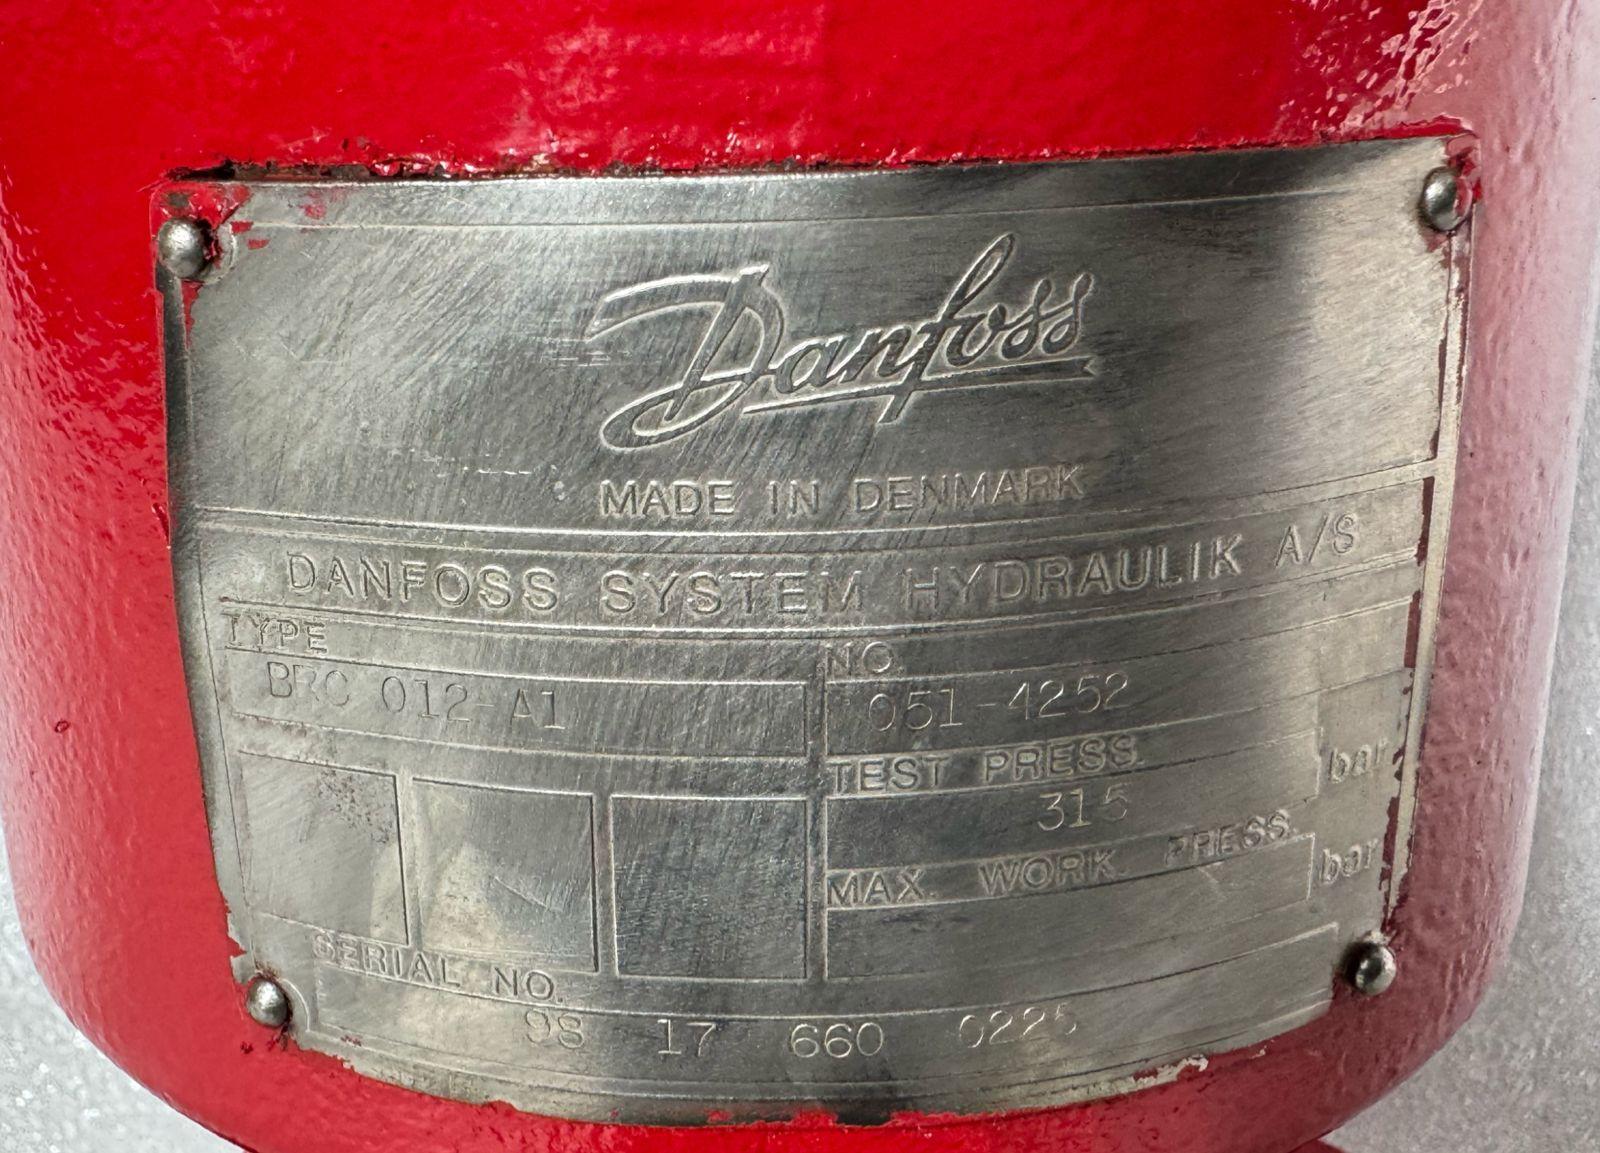 Danfoss
MADE IN DENMARK
DANFOSS SYSTEM HYDRAULIK A/S
TYPE
BRC 012-A1
NO.
051-4252
TEST PRESS.
315 bar
MAX. WORK. PRESS.
bar
SERIAL NO.
98 17 660 0225